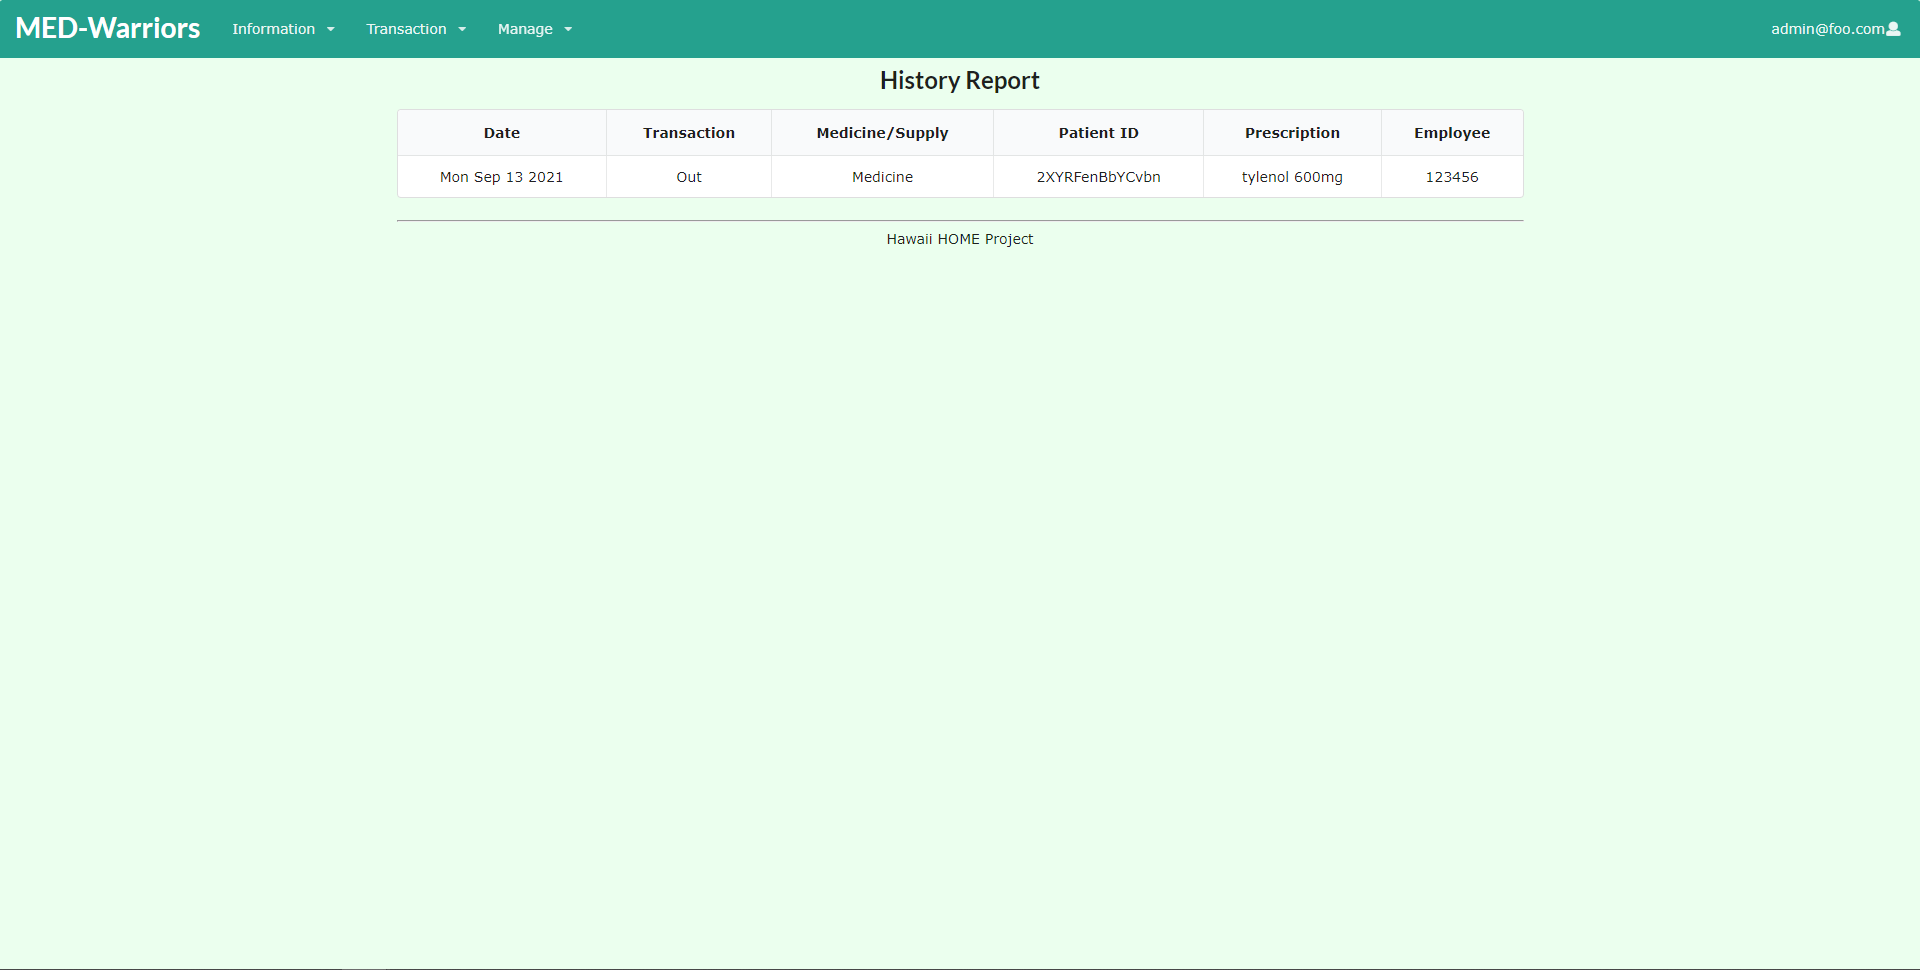 MED-Warriors Information Transaction Manage admin@foo.com
History Report
Date Transaction Medicine/Supply Patient ID Prescription Employee
Mon Sep 13 2021 Out Medicine 2XYRFenBbYCvbn tylenol 600mg 123456
Hawaii HOME Project